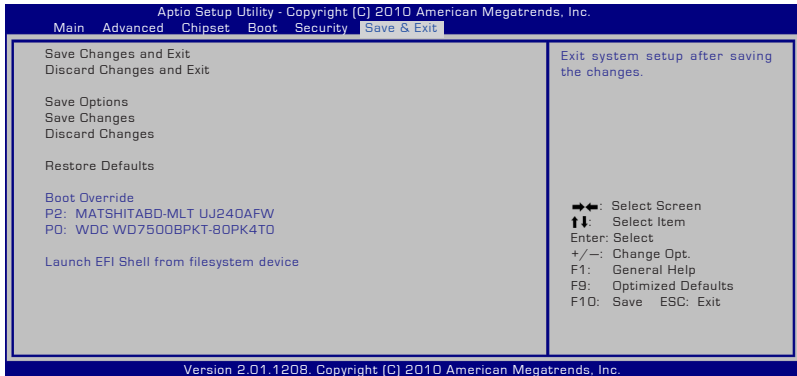 Aptio Setup Utility - Copyright (C) 2010 American Megatrends, Inc.
Main Advanced Chipset Boot Security Save & Exit
Save Changes and Exit
Discard Changes and Exit
Save Options
Save Changes
Discard Changes
Restore Defaults
Boot Override
P2: MATSHITABD-MLT UJ240AFW
P0: WDC WD7500BPKT-80PK4T0
Launch EFI Shell from filesystem device
Exit system setup after saving
the changes.
→←: Select Screen
↑↓: Select Item
Enter: Select
+/—: Change Opt.
F1: General Help
F9: Optimized Defaults
F10: Save ESC: Exit
Version 2.01.1208. Copyright (C) 2010 American Megatrends, Inc.